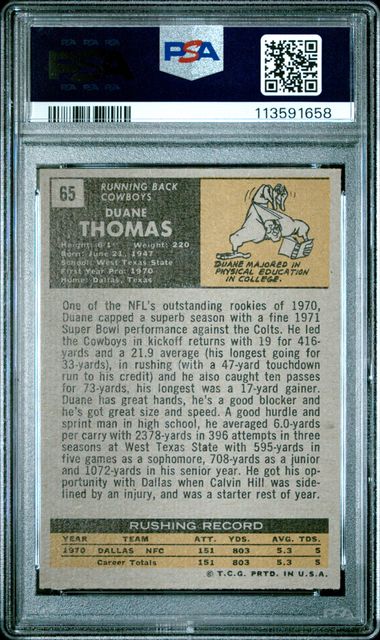 PSA
113591658
65
RUNNING BACK
COWBOYS
DUANE
THOMAS
Height: 6'1" Weight: 220
Born: June 21, 1947
School: West Texas State
First Year Pro: 1970
Home: Dallas, Texas
DUANE MAJORED IN
PHYSICAL EDUCATION
IN COLLEGE.
One of the NFL's outstanding rookies of 1970,
Duane capped a superb season with a fine 1971
Super Bowl performance against the Colts. He led
the Cowboys in kickoff returns with 19 for 416-
yards and a 21.9 average (his longest going for
33-yards), in rushing (with a 47-yard touchdown
run to his credit) and he also caught ten passes
for 73-yards, his longest was a 17-yard gainer.
Duane has great hands, he's a good blocker and
he's got great size and speed. A good hurdle and
sprint man in high school, he averaged 6.0-yards
per carry with 2378-yards in 396 attempts in three
seasons at West Texas State with 595-yards in
five games as a sophomore, 708-yards as a junior
and 1072-yards in his senior year. He got his op-
portunity with Dallas when Calvin Hill was side-
lined by an injury, and was a starter rest of year.
RUSHING RECORD
YEAR TEAM ATT. YDS. AVG. TDS.
1970 DALLAS NFC 151 803 5.3 5
Career Totals 151 803 5.3 5
© T.C.G. PRTD. IN U.S.A.